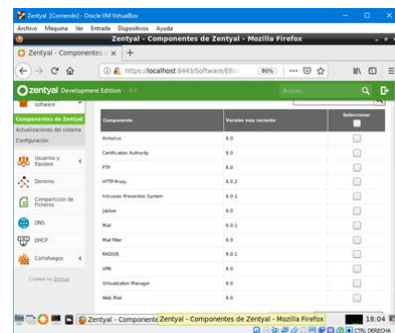 Zentyal [Corriendo] - Oracle VM VirtualBox
Archivo Máquina Ver Entrada Dispositivos Ayuda
Zentyal - Componentes de Zentyal - Mozilla Firefox
Zentyal - Componentes
https://localhost:8443/Software/EBox
80%
zentyal Development Edition 6.0
Buscar...
software
Componentes de Zentyal
Actualizaciones del sistema
Configuración
Usuarios y Equipos
Dominio
Compartición de Ficheros
DNS
DHCP
Cortafuegos
Created by Zentyal
Componente Versión más reciente Seleccionar
Antivirus 6.0
Certification Authority 6.0
FTP 6.0
HTTP Proxy 6.0.2
Intrusion Prevention System 6.0.1
Jabber 6.0
Mail 6.0.1
Mail Filter 6.0
RADIUS 6.0.1
VPN 6.0
Virtualization Manager 6.0
Web Mail 6.0
Zentyal - Componente
Zentyal - Componentes de Zentyal - Mozilla Firefox
18:04
CTRL DERECHA